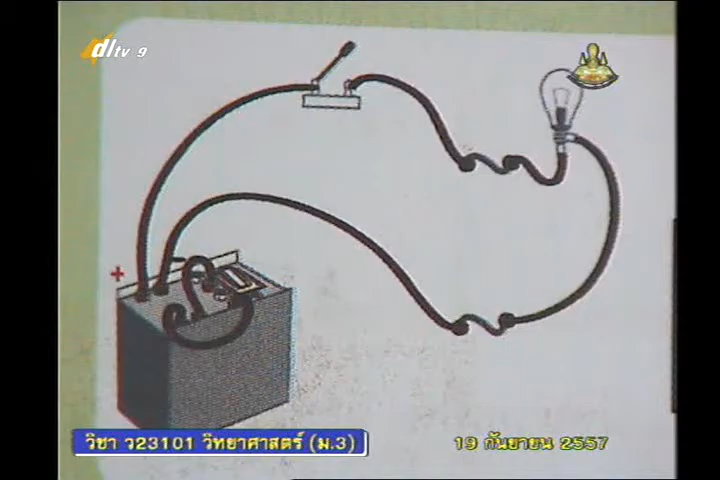 dltv 9
+
วิชา ว23101 วิทยาศาสตร์ (ม.3)
19 กันยายน 2557